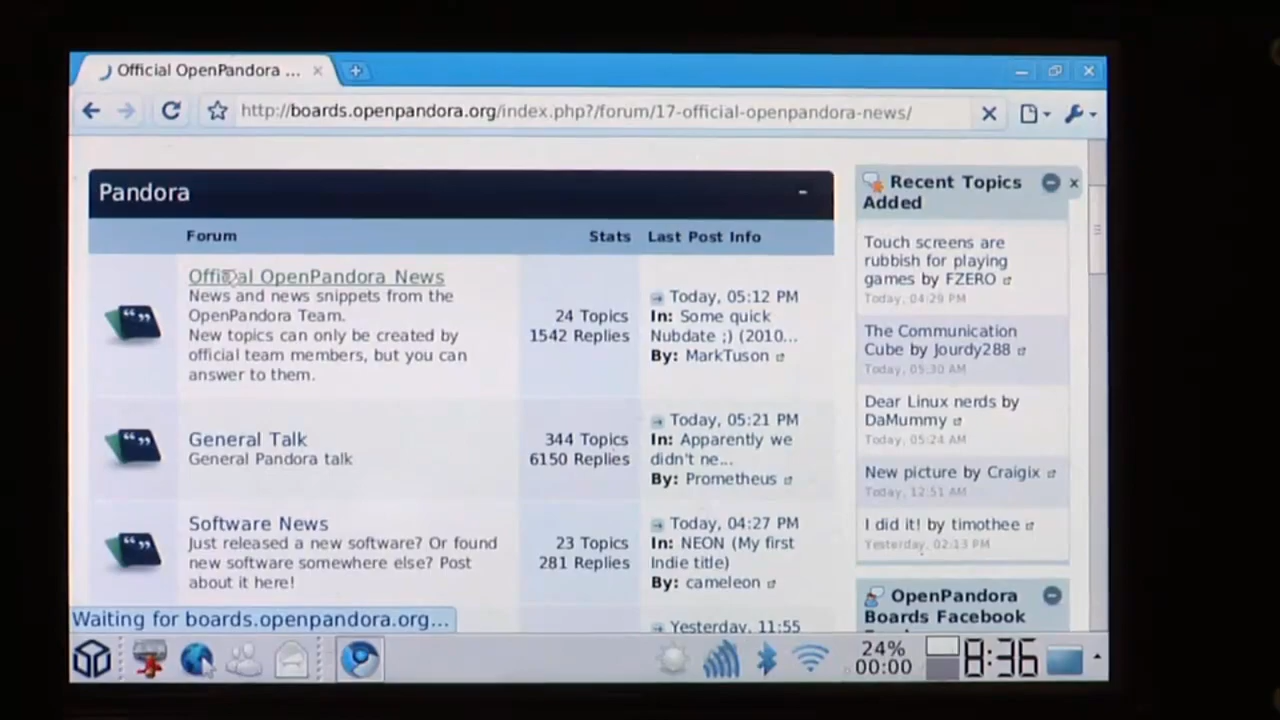 Official OpenPandora ...
http://boards.openpandora.org/index.php?/forum/17-official-openpandora-news/
Pandora
Forum Stats Last Post Info
Official OpenPandora News
News and news snippets from the
OpenPandora Team.
New topics can only be created by
official team members, but you can
answer to them.
24 Topics
1542 Replies
Today, 05:12 PM
In: Some quick
Nubdate ;) (2010...
By: MarkTuson
General Talk
General Pandora talk
344 Topics
6150 Replies
Today, 05:21 PM
In: Apparently we
didn't ne...
By: Prometheus
Software News
Just released a new software? Or found
new software somewhere else? Post
about it here!
23 Topics
281 Replies
Today, 04:27 PM
In: NEON (My first
Indie title)
By: cameleon
Yesterday, 11:55
Recent Topics
Added
Touch screens are
rubbish for playing
games by FZERO
Today, 04:29 PM
The Communication
Cube by Jourdy288
Today, 05:30 AM
Dear Linux nerds by
DaMummy
Today, 05:24 AM
New picture by Craigix
Today, 12:51 AM
I did it! by timothee
Yesterday, 02:13 PM
OpenPandora
Boards Facebook
Waiting for boards.openpandora.org...
24%
00:00
8:36